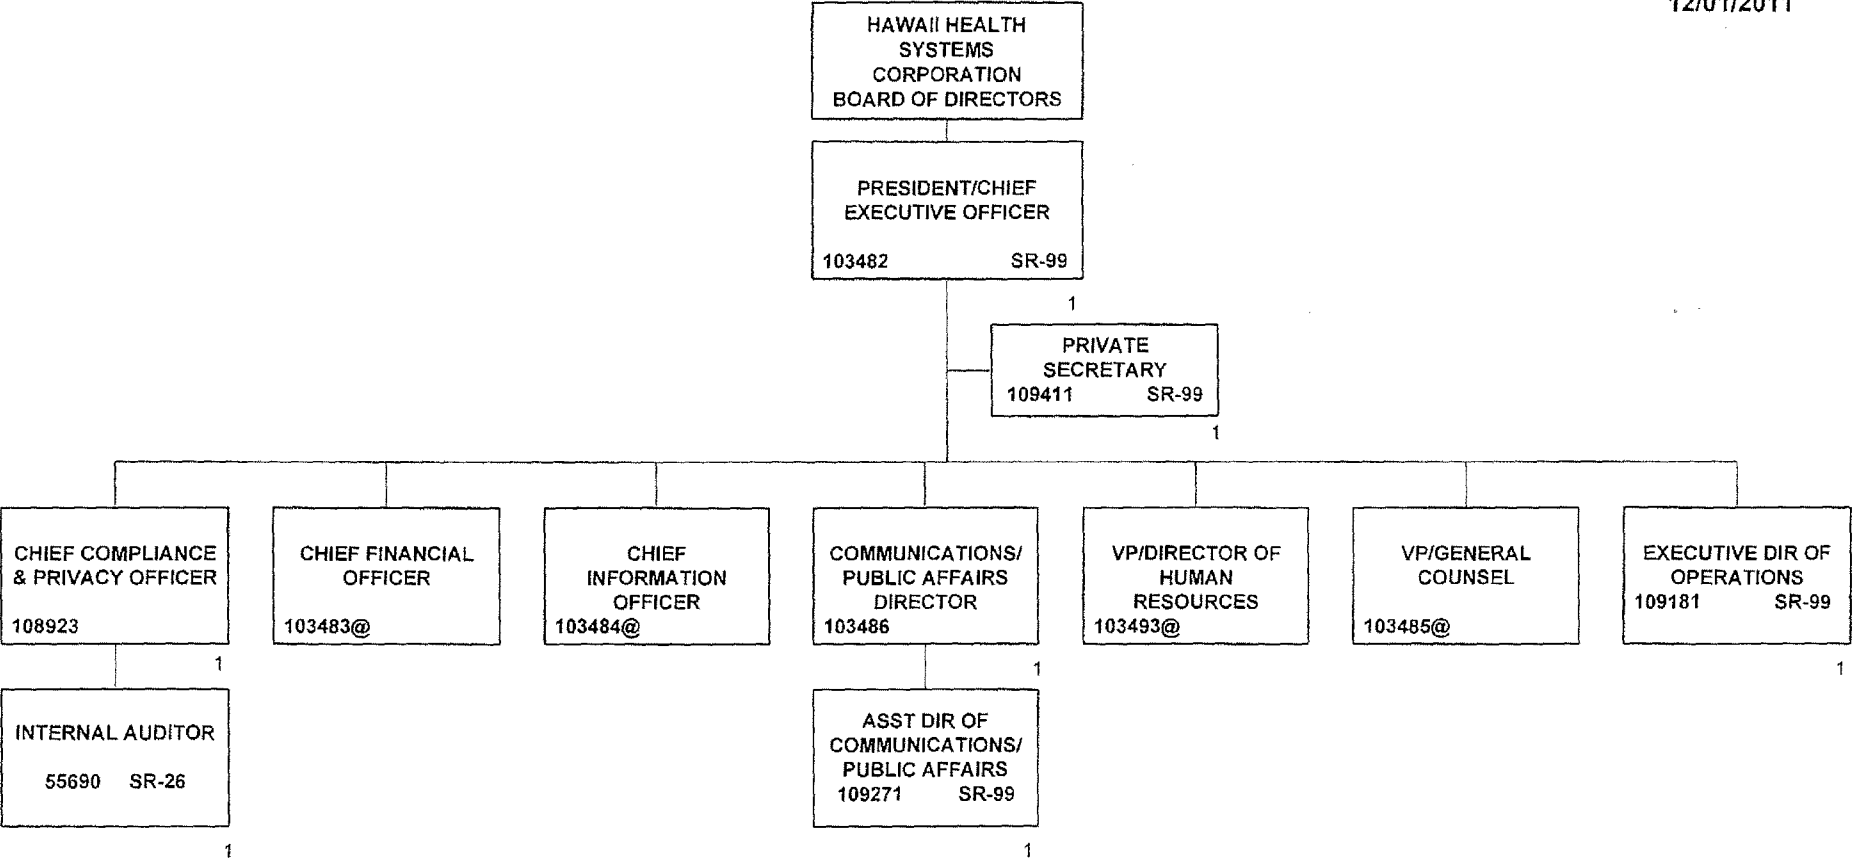 12/01/2011
HAWAII HEALTH
SYSTEMS
CORPORATION
BOARD OF DIRECTORS
PRESIDENT/CHIEF
EXECUTIVE OFFICER
103482 SR-99
1
PRIVATE
SECRETARY
109411 SR-99
1
CHIEF COMPLIANCE
& PRIVACY OFFICER
108923
1
CHIEF FINANCIAL
OFFICER
103483@
CHIEF
INFORMATION
OFFICER
103484@
COMMUNICATIONS/
PUBLIC AFFAIRS
DIRECTOR
103486
1
VP/DIRECTOR OF
HUMAN
RESOURCES
103493@
VP/GENERAL
COUNSEL
103485@
EXECUTIVE DIR OF
OPERATIONS
109181 SR-99
1
INTERNAL AUDITOR
55690 SR-26
1
ASST DIR OF
COMMUNICATIONS/
PUBLIC AFFAIRS
109271 SR-99
1